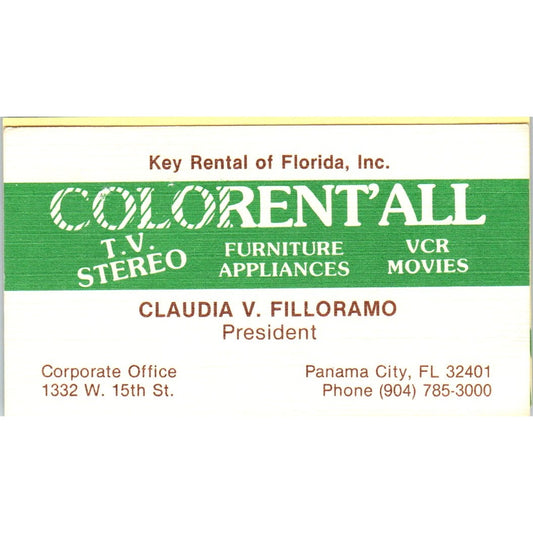 Key Rental of Florida, Inc.
COLORENT'ALL
T.V. STEREO
FURNITURE APPLIANCES
VCR MOVIES
CLAUDIA V. FILLORAMO
President
Corporate Office
1332 W. 15th St.
Panama City, FL 32401
Phone (904) 785-3000